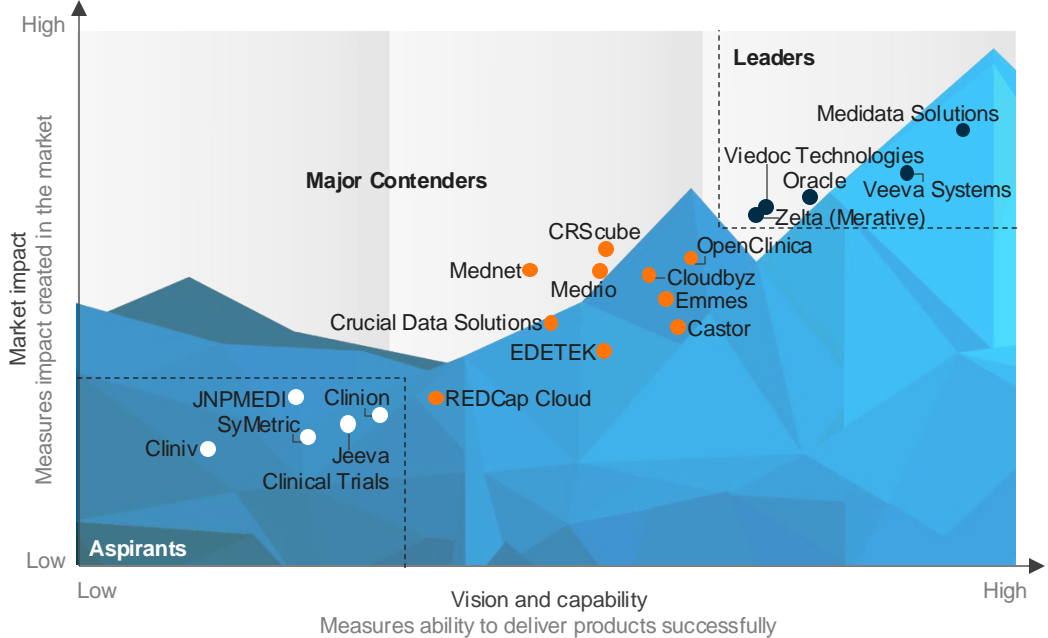 High
Leaders
Medidata Solutions
Viedoc Technologies
Oracle
Veeva Systems
Zelta (Merative)
Major Contenders
CRScube
OpenClinica
Mednet
Medrio
Cloudbyz
Emmes
Crucial Data Solutions
Castor
EDETEK
REDCap Cloud
JNPMEDI
Clinion
SyMetric
Cliniv
Jeeva
Clinical Trials
Aspirants
Market impact
Measures impact created in the market
Low
Low
High
Vision and capability
Measures ability to deliver products successfully